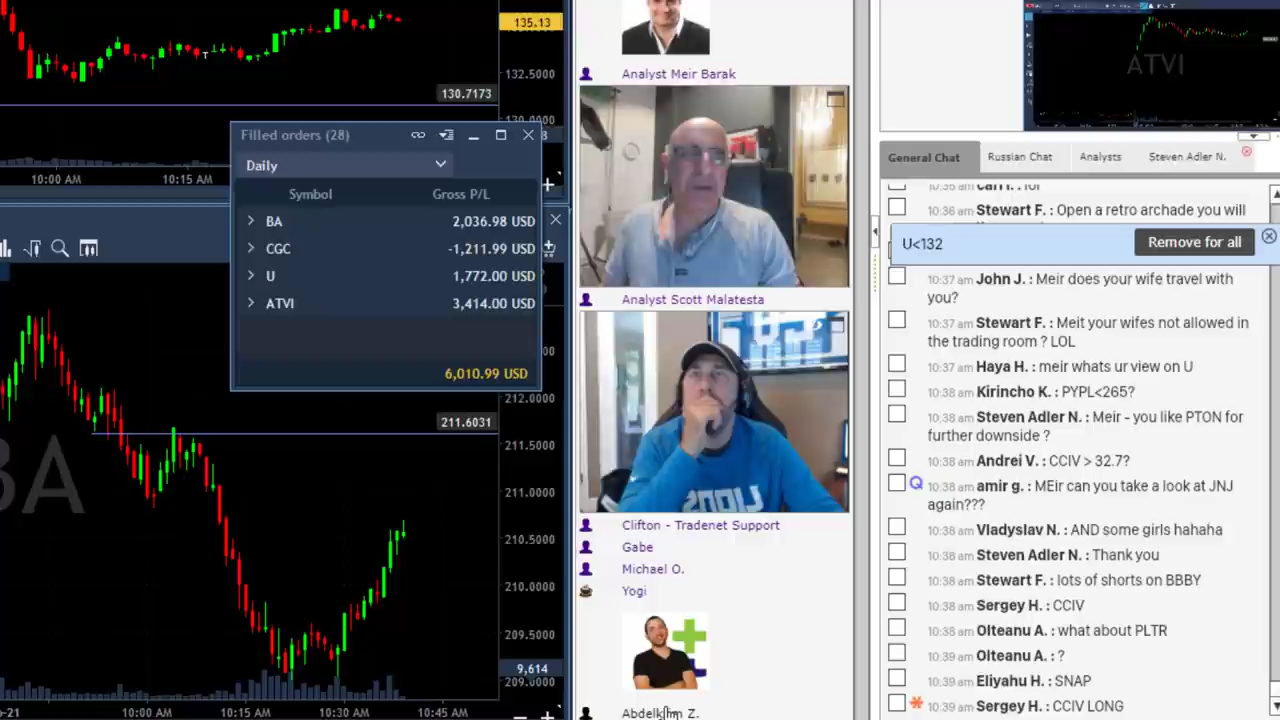 135.13
132.5000
130.7173
130.0000
10:00 AM
10:15 AM
Filled orders (28)
Daily
Symbol Gross P/L
BA 2,036.98 USD
CGC -1,211.99 USD
U 1,772.00 USD
ATVI 3,414.00 USD
6,010.99 USD
212.0000
211.6031
211.5000
211.0000
210.5000
210.0000
209.5000
9,614
209.0000
BA
10:00 AM
10:15 AM
10:30 AM
10:45 AM
Analyst Meir Barak
Analyst Scott Malatesta
LIONS
Clifton - Tradenet Support
Gabe
Michael O.
Yogi
ATVI
General Chat
Russian Chat
Analysts
Steven Adler N.
10:36 am Stewart F. : Open a retro archade you will
U<132
Remove for all
10:37 am John J. : Meir does your wife travel with
you?
10:37 am Stewart F. : Meit your wifes not allowed in
the trading room ? LOL
10:37 am Haya H. : meir whats ur view on U
10:38 am Kirincho K. : PYPL<265?
10:38 am Steven Adler N. : Meir - you like PTON for
further downside ?
10:38 am Andrei V. : CCIV > 32.7?
10:38 am amir g. : MEir can you take a look at JNJ
again???
10:38 am Vladyslav N. : AND some girls hahaha
10:38 am Steven Adler N. : Thank you
10:38 am Stewart F. : lots of shorts on BBBY
10:38 am Sergey H. : CCIV
10:38 am Olteanu A. : what about PLTR
10:39 am Olteanu A. : ?
10:39 am Eliyahu H. : SNAP
10:39 am Sergey H. : CCIV LONG